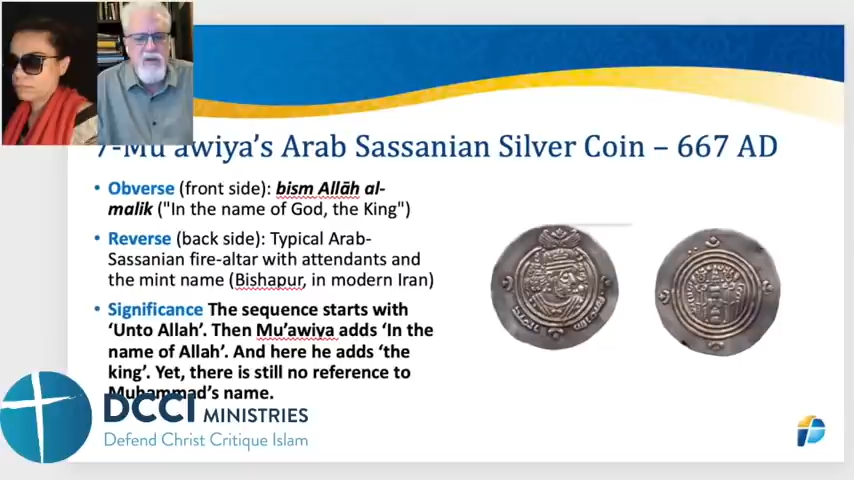 7-Mu'awiya's Arab Sassanian Silver Coin – 667 AD
• Obverse (front side): bism Allāh al-
malik ("In the name of God, the King")
• Reverse (back side): Typical Arab-
Sassanian fire-altar with attendants and
the mint name (Bishapur, in modern Iran)
• Significance The sequence starts with
'Unto Allah'. Then Mu'awiya adds 'In the
name of Allah'. And here he adds 'the
king'. Yet, there is still no reference to
Muhammad's name.
DCCI MINISTRIES
Defend Christ Critique Islam